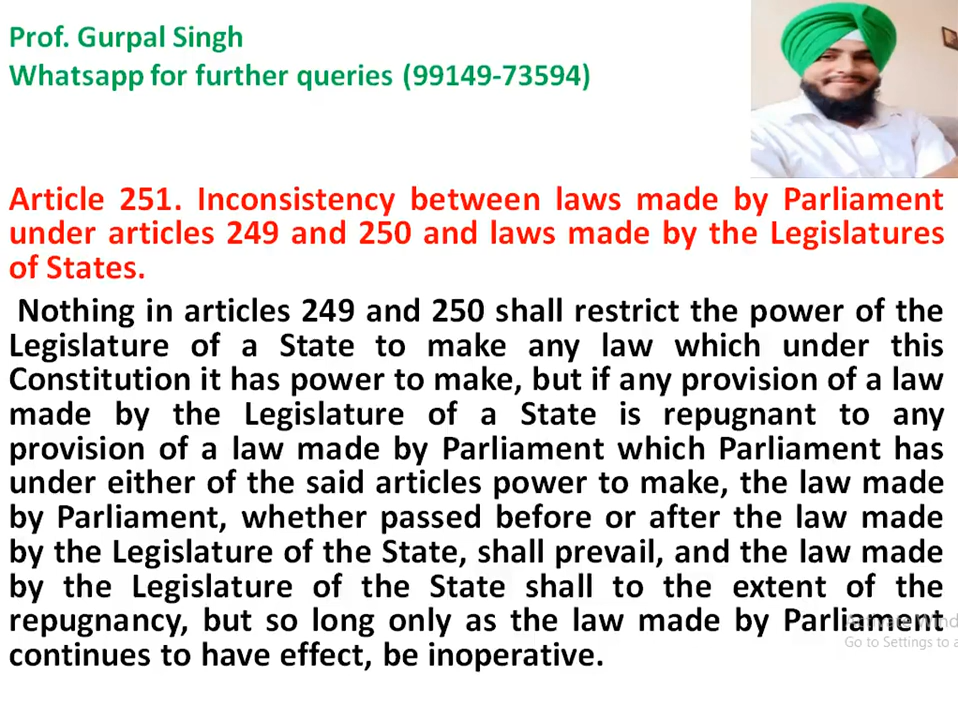 Prof. Gurpal Singh
Whatsapp for further queries (99149-73594)
Article 251. Inconsistency between laws made by Parliament
under articles 249 and 250 and laws made by the Legislatures
of States.
Nothing in articles 249 and 250 shall restrict the power of the
Legislature of a State to make any law which under this
Constitution it has power to make, but if any provision of a law
made by the Legislature of a State is repugnant to any
provision of a law made by Parliament which Parliament has
under either of the said articles power to make, the law made
by Parliament, whether passed before or after the law made
by the Legislature of the State, shall prevail, and the law made
by the Legislature of the State shall to the extent of the
repugnancy, but so long only as the law made by Parliament
continues to have effect, be inoperative.
Go to Settings to a